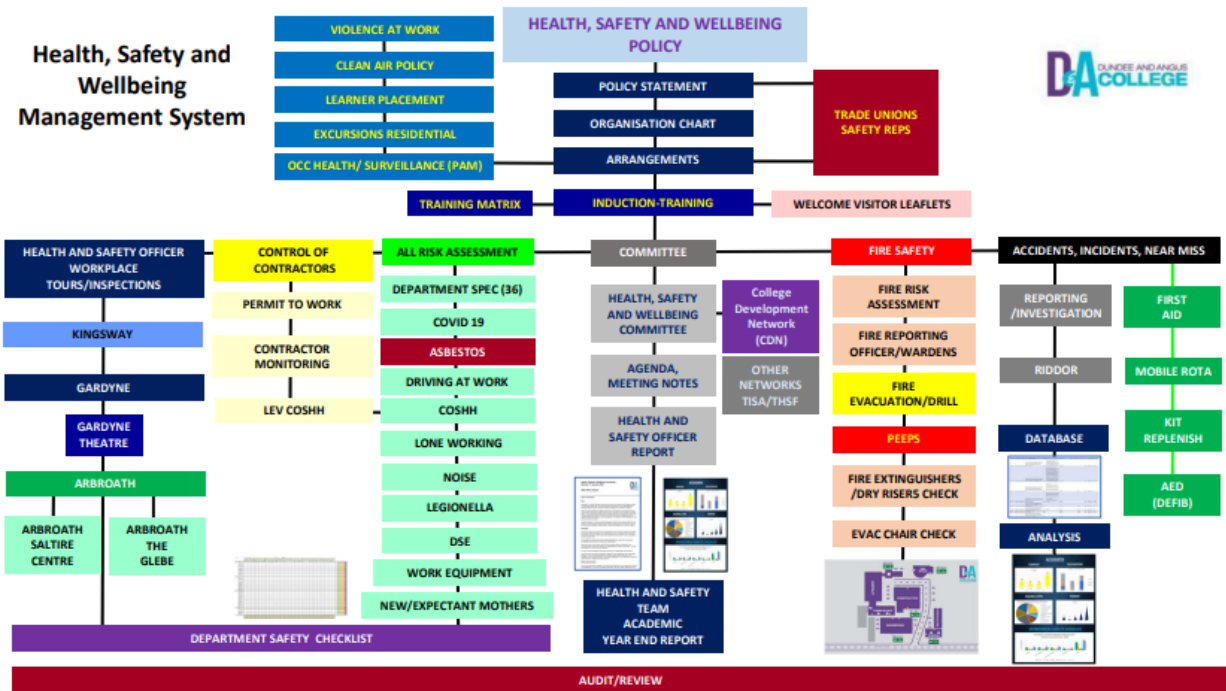 Health, Safety and
Wellbeing
Management System
VIOLENCE AT WORK
CLEAN AIR POLICY
LEARNER PLACEMENT
EXCURSIONS RESIDENTIAL
OCC HEALTH/ SURVEILLANCE (PAM)
HEALTH, SAFETY AND WELLBEING
POLICY
POLICY STATEMENT
ORGANISATION CHART
ARRANGEMENTS
TRADE UNIONS
SAFETY REPS
D&A DUNDEE AND ANGUS
COLLEGE
TRAINING MATRIX
INDUCTION-TRAINING
WELCOME VISITOR LEAFLETS
HEALTH AND SAFETY OFFICER
WORKPLACE
TOURS/INSPECTIONS
KINGSWAY
GARDYNE
GARDYNE
THEATRE
ARBROATH
ARBROATH
SALTIRE
CENTRE
ARBROATH
THE
GLEBE
CONTROL OF
CONTRACTORS
PERMIT TO WORK
CONTRACTOR
MONITORING
LEV COSHH
ALL RISK ASSESSMENT
DEPARTMENT SPEC (36)
COVID 19
ASBESTOS
DRIVING AT WORK
COSHH
LONE WORKING
NOISE
LEGIONELLA
DSE
WORK EQUIPMENT
NEW/EXPECTANT MOTHERS
DEPARTMENT SAFETY CHECKLIST
COMMITTEE
HEALTH, SAFETY
AND WELLBEING
COMMITTEE
AGENDA,
MEETING NOTES
HEALTH AND
SAFETY OFFICER
REPORT
College
Development
Network
(CDN)
OTHER
NETWORKS
TISA/THSF
HEALTH AND SAFETY
TEAM
ACADEMIC
YEAR END REPORT
FIRE SAFETY
FIRE RISK
ASSESSMENT
FIRE REPORTING
OFFICER/WARDENS
FIRE
EVACUATION/DRILL
PEEPS
FIRE EXTINGUISHERS
/DRY RISERS CHECK
EVAC CHAIR CHECK
DA
ACCIDENTS, INCIDENTS, NEAR MISS
REPORTING
/INVESTIGATION
RIDDOR
DATABASE
ANALYSIS
FIRST
AID
MOBILE ROTA
KIT
REPLENISH
AED
(DEFIB)
AUDIT/REVIEW